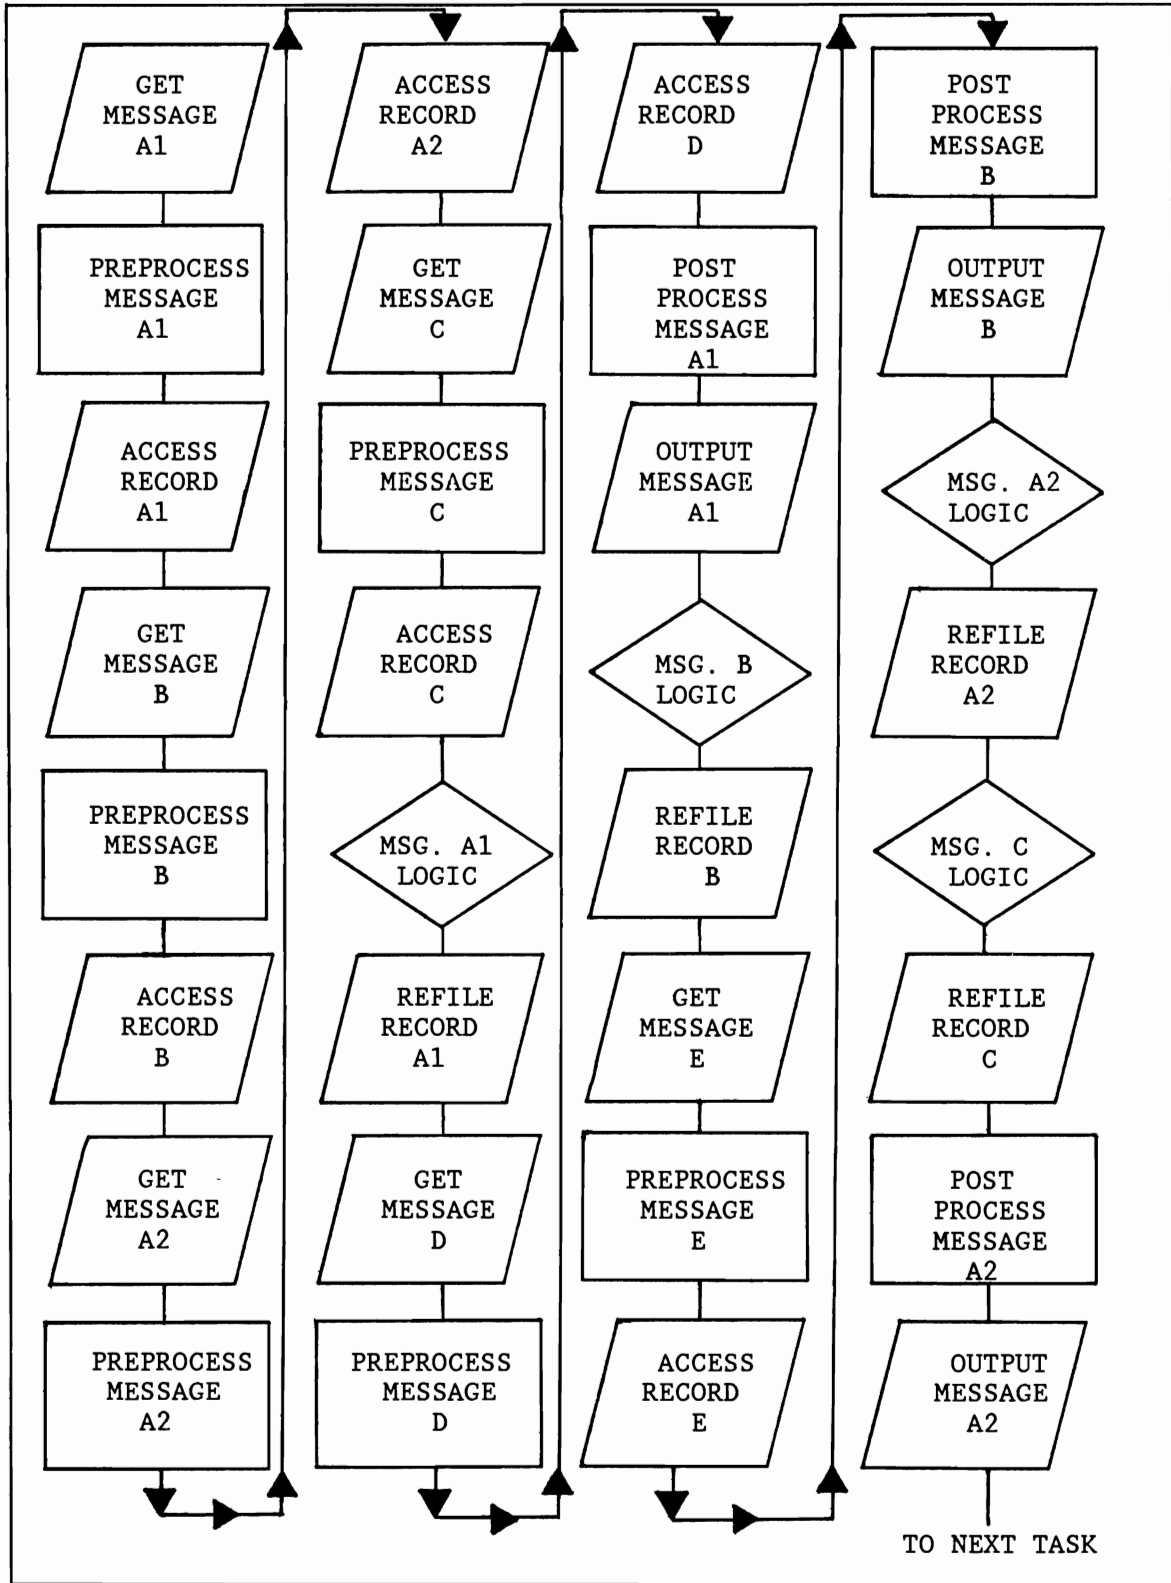 GET
MESSAGE
A1
PREPROCESS
MESSAGE
A1
ACCESS
RECORD
A1
GET
MESSAGE
B
PREPROCESS
MESSAGE
B
ACCESS
RECORD
B
GET
MESSAGE
A2
PREPROCESS
MESSAGE
A2
ACCESS
RECORD
A2
GET
MESSAGE
C
PREPROCESS
MESSAGE
C
ACCESS
RECORD
C
MSG. A1
LOGIC
REFILE
RECORD
A1
GET
MESSAGE
D
PREPROCESS
MESSAGE
D
ACCESS
RECORD
D
POST
PROCESS
MESSAGE
A1
OUTPUT
MESSAGE
A1
MSG. B
LOGIC
REFILE
RECORD
B
GET
MESSAGE
E
PREPROCESS
MESSAGE
E
ACCESS
RECORD
E
POST
PROCESS
MESSAGE
B
OUTPUT
MESSAGE
B
MSG. A2
LOGIC
REFILE
RECORD
A2
MSG. C
LOGIC
REFILE
RECORD
C
POST
PROCESS
MESSAGE
A2
OUTPUT
MESSAGE
A2
TO NEXT TASK